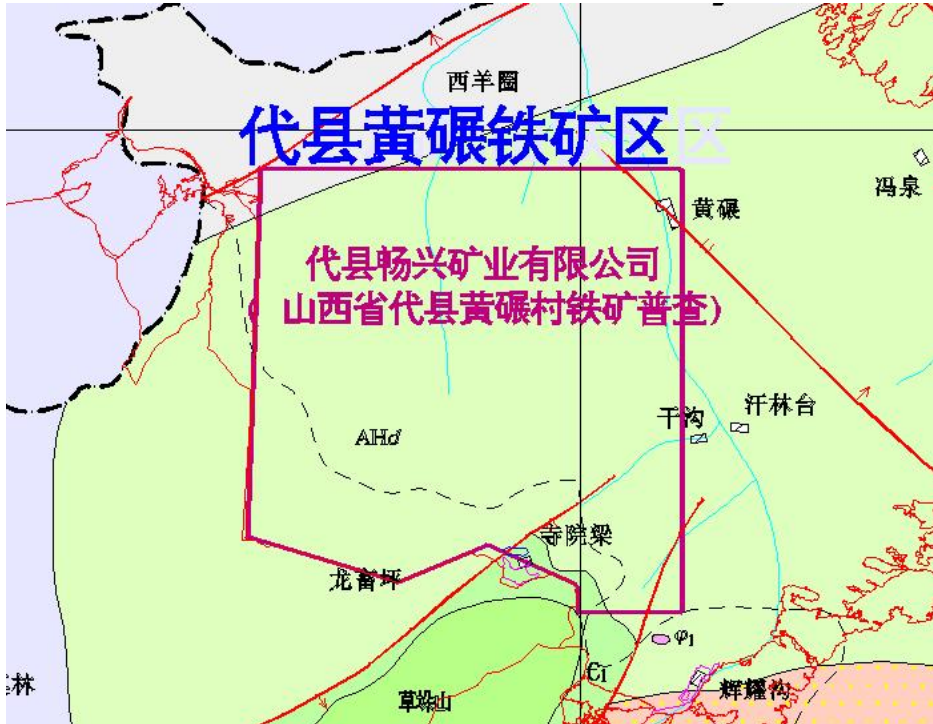 西羊圈
代县黄碾铁矿区区
冯泉
黄碾
代县畅兴矿业有限公司
(山西省代县黄碾村铁矿普查)
汗林台
干沟
AHd
寺院梁
龙畜坪
φ1
C1
林
草垛山
辉耀沟